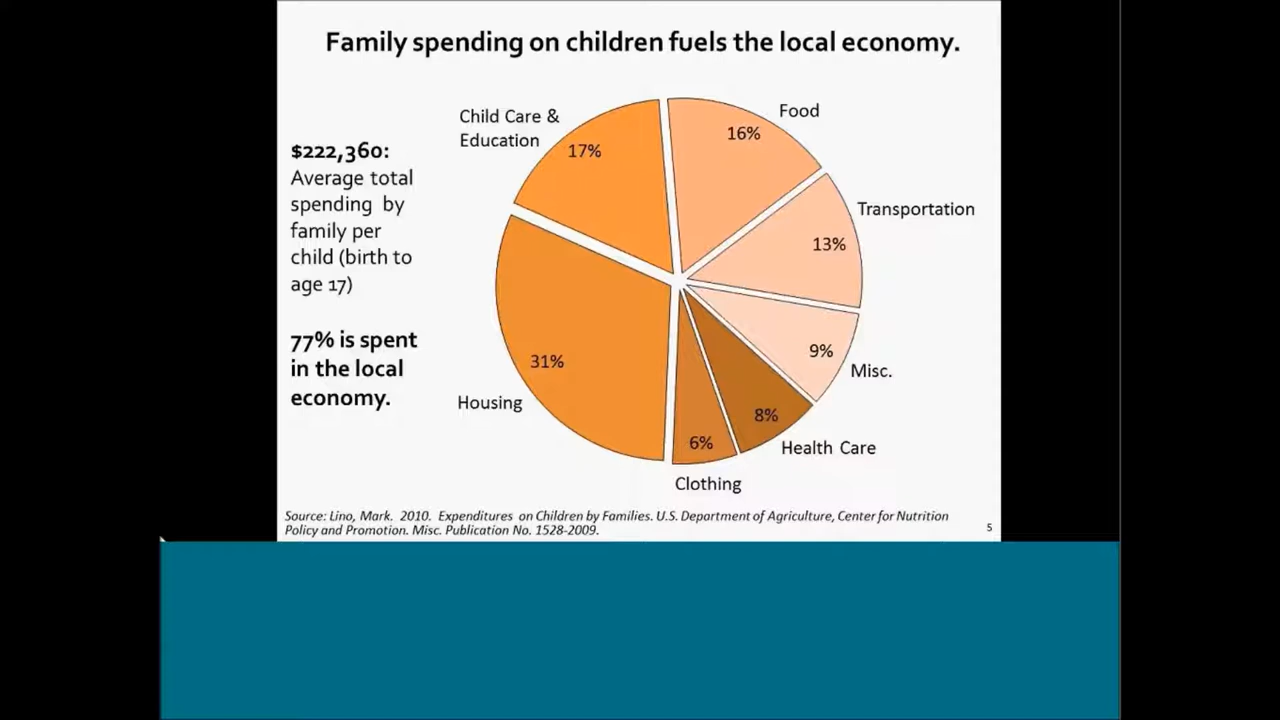 Family spending on children fuels the local economy.
$222,360:
Average total
spending by
family per
child (birth to
age 17)
77% is spent
in the local
economy.
Child Care &
Education
17%
Food
16%
Transportation
13%
9%
Misc.
8%
Health Care
6%
Clothing
31%
Housing
Source: Lino, Mark. 2010. Expenditures on Children by Families. U.S. Department of Agriculture, Center for Nutrition
Policy and Promotion. Misc. Publication No. 1528-2009.
5